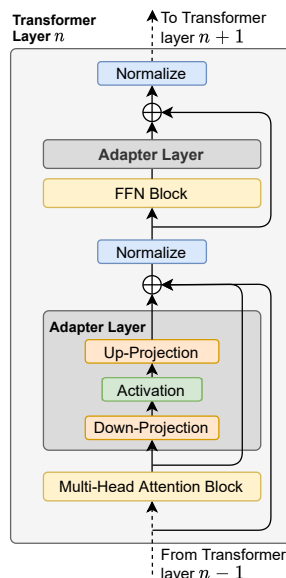 To Transformer
layer n + 1
Transformer
Layer n
Normalize
Adapter Layer
FFN Block
Normalize
Adapter Layer
Up-Projection
Activation
Down-Projection
Multi-Head Attention Block
From Transformer
layer n − 1